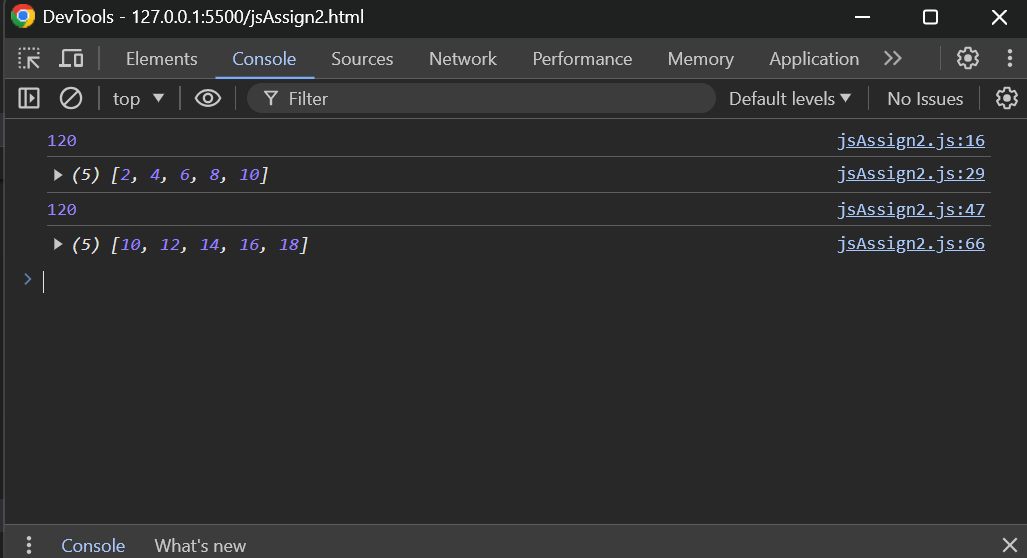 DevTools - 127.0.0.1:5500/jsAssign2.html
Elements Console Sources Network Performance Memory Application
top Filter Default levels No Issues
120 jsAssign2.js:16
(5) [2, 4, 6, 8, 10] jsAssign2.js:29
120 jsAssign2.js:47
(5) [10, 12, 14, 16, 18] jsAssign2.js:66
Console What's new